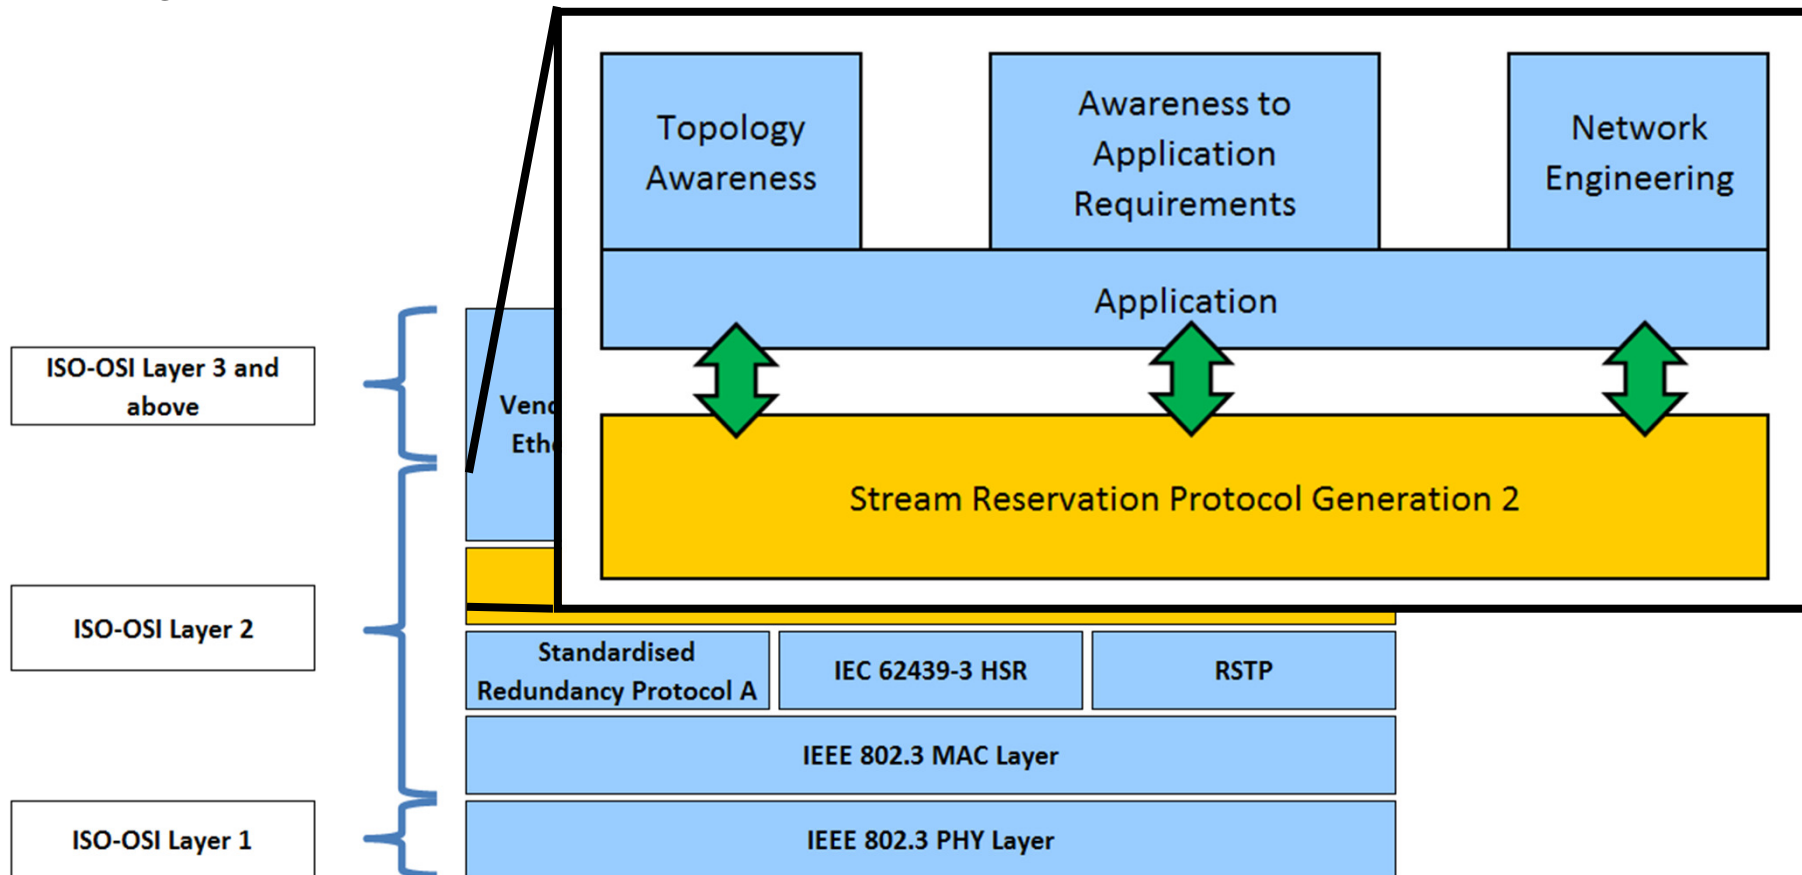 Topology
Awareness
Awareness to
Application
Requirements
Network
Engineering
Application
Stream Reservation Protocol Generation 2
ISO-OSI Layer 3 and
above
ISO-OSI Layer 2
Standardised
Redundancy Protocol A
IEC 62439-3 HSR
RSTP
IEEE 802.3 MAC Layer
ISO-OSI Layer 1
IEEE 802.3 PHY Layer